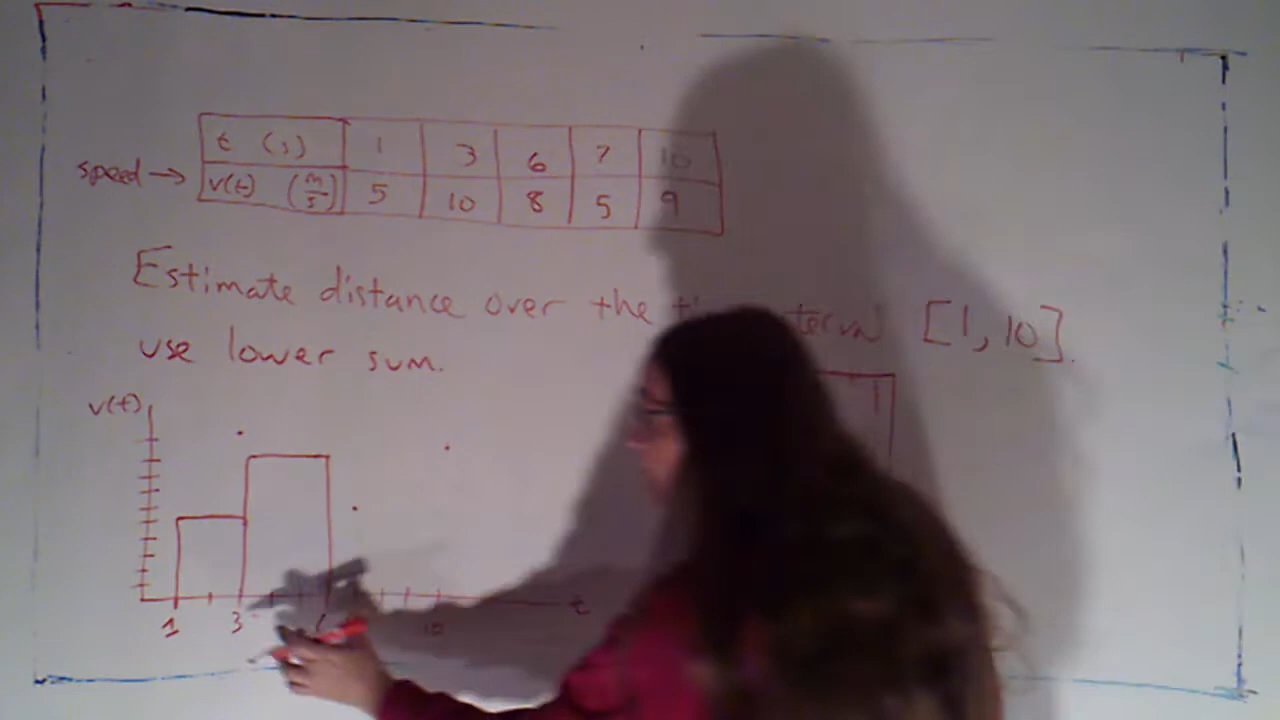 t (s) 1 3 6 7 10
speed → v(t) (m/s) 5 10 8 5 9
Estimate distance over the [1, 10].
use lower sum.
v(t)
t
1 3 10